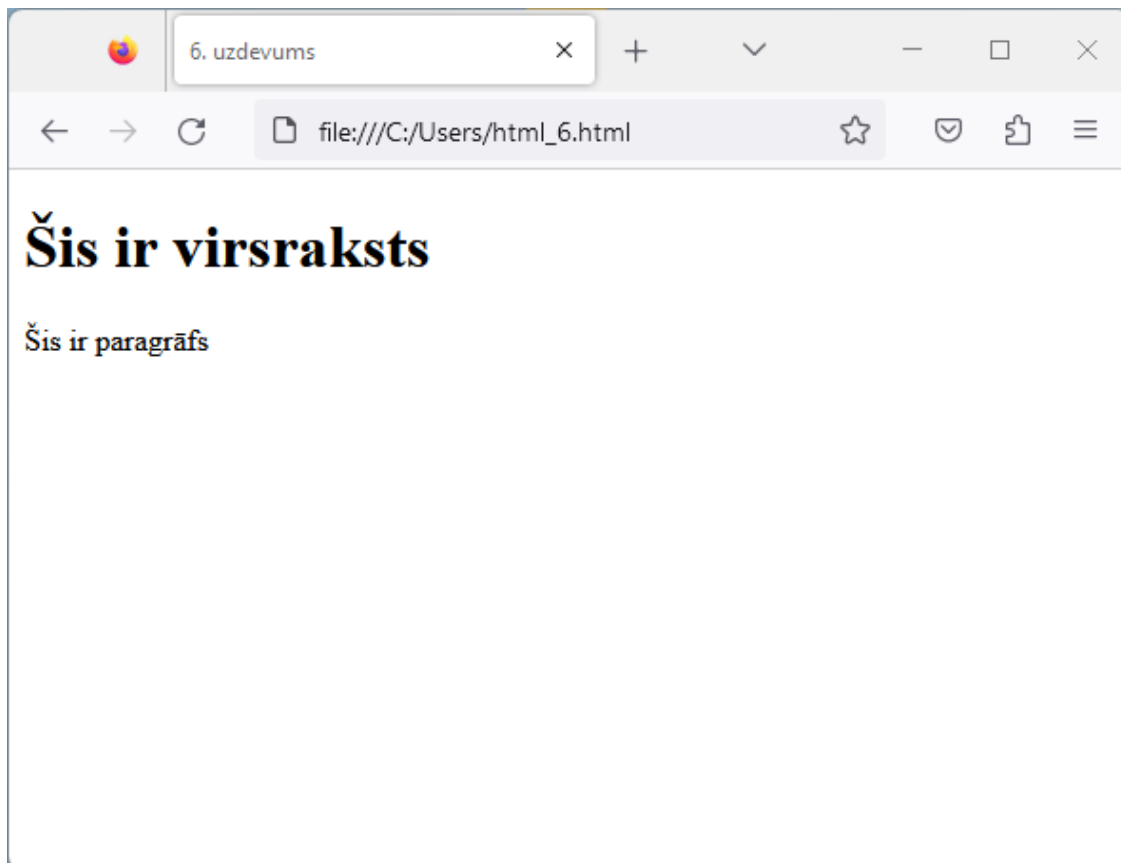 6. uzdevums
file:///C:/Users/html_6.html
Šis ir virsraksts
Šis ir paragrāfs